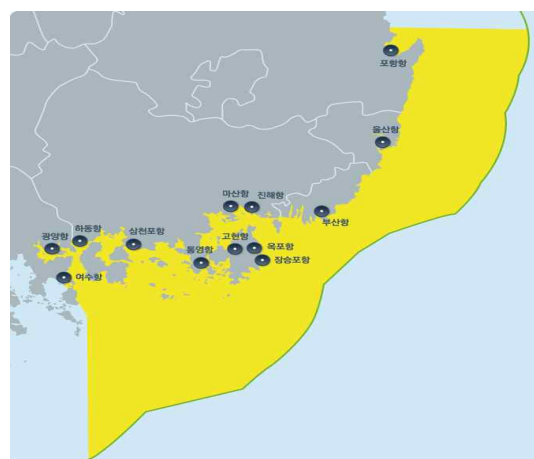 포항항
울산항
마산항
진해항
부산항
하동항
삼천포항
고현항
광양항
옥포항
통영항
장승포항
여수항